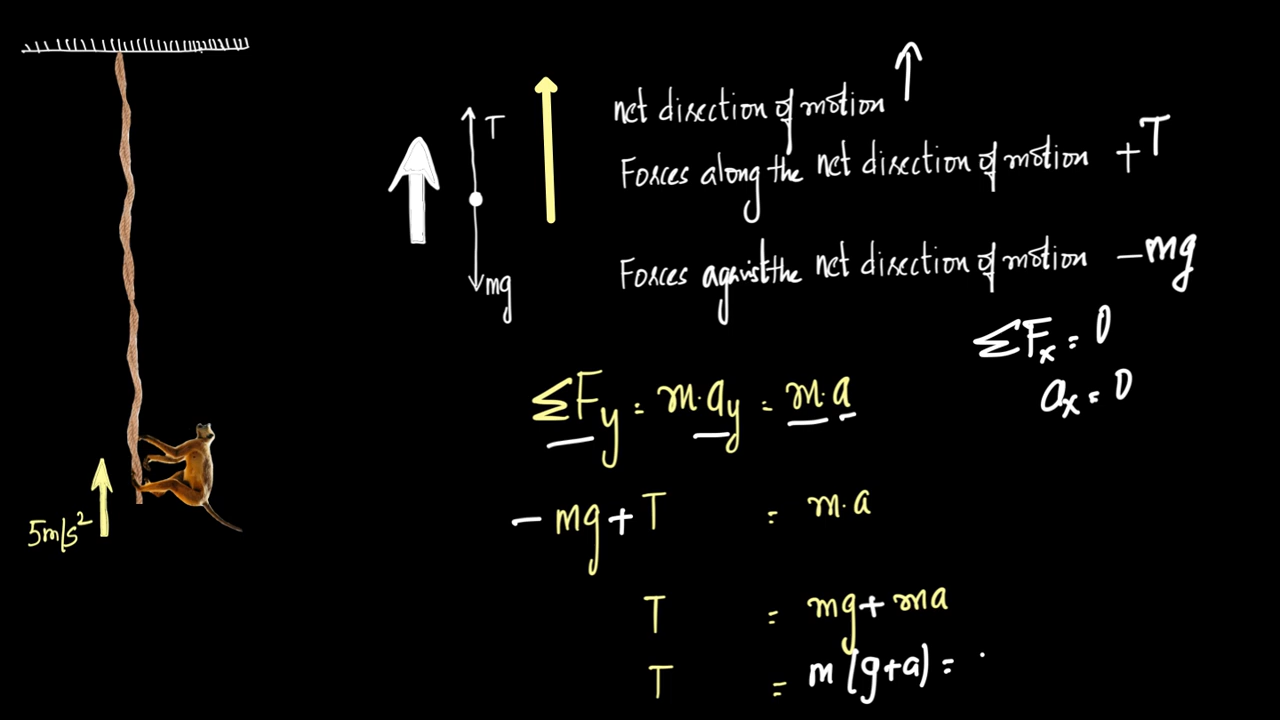 net direction of motion ↑
T
Forces along the net direction of motion +T
mg
Forces against the net direction of motion -mg
ΣFx = 0
ax = 0
ΣFy = m.ay = m.a
5m/s²
-mg+T = m.a
T = mg+ma
T = m(g+a) = .